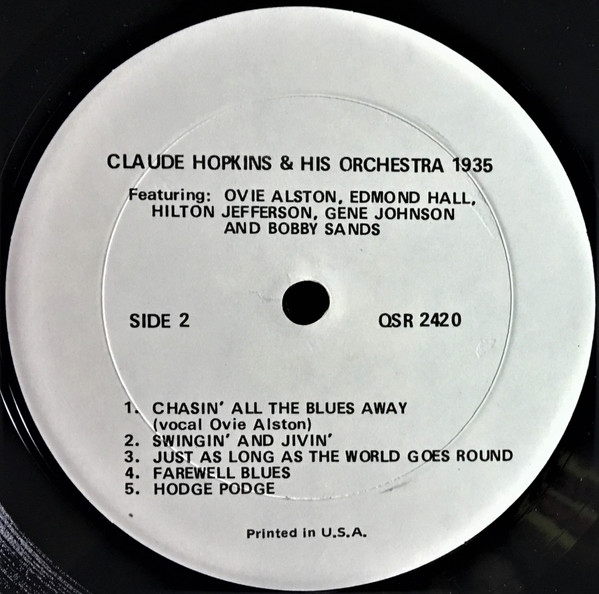 CLAUDE HOPKINS & HIS ORCHESTRA 1935
Featuring: OVIE ALSTON, EDMOND HALL,
HILTON JEFFERSON, GENE JOHNSON
AND BOBBY SANDS
SIDE 2 QSR 2420
1. CHASIN' ALL THE BLUES AWAY
(vocal Ovie Alston)
2. SWINGIN' AND JIVIN'
3. JUST AS LONG AS THE WORLD GOES ROUND
4. FAREWELL BLUES
5. HODGE PODGE
Printed in U.S.A.